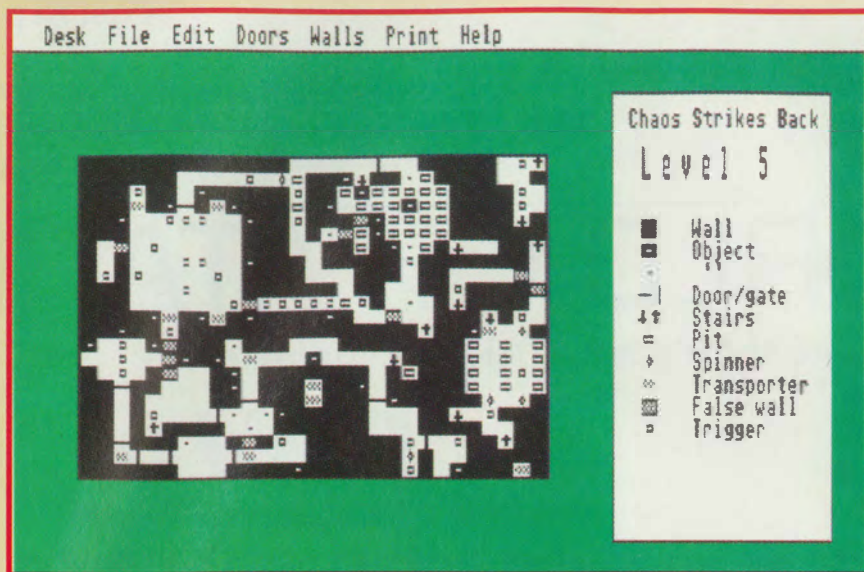 Desk File Edit Doors Walls Print Help
Chaos Strikes Back
Level 5
Wall
Object
"
Door/gate
Stairs
Pit
Spinner
Transporter
False wall
Trigger